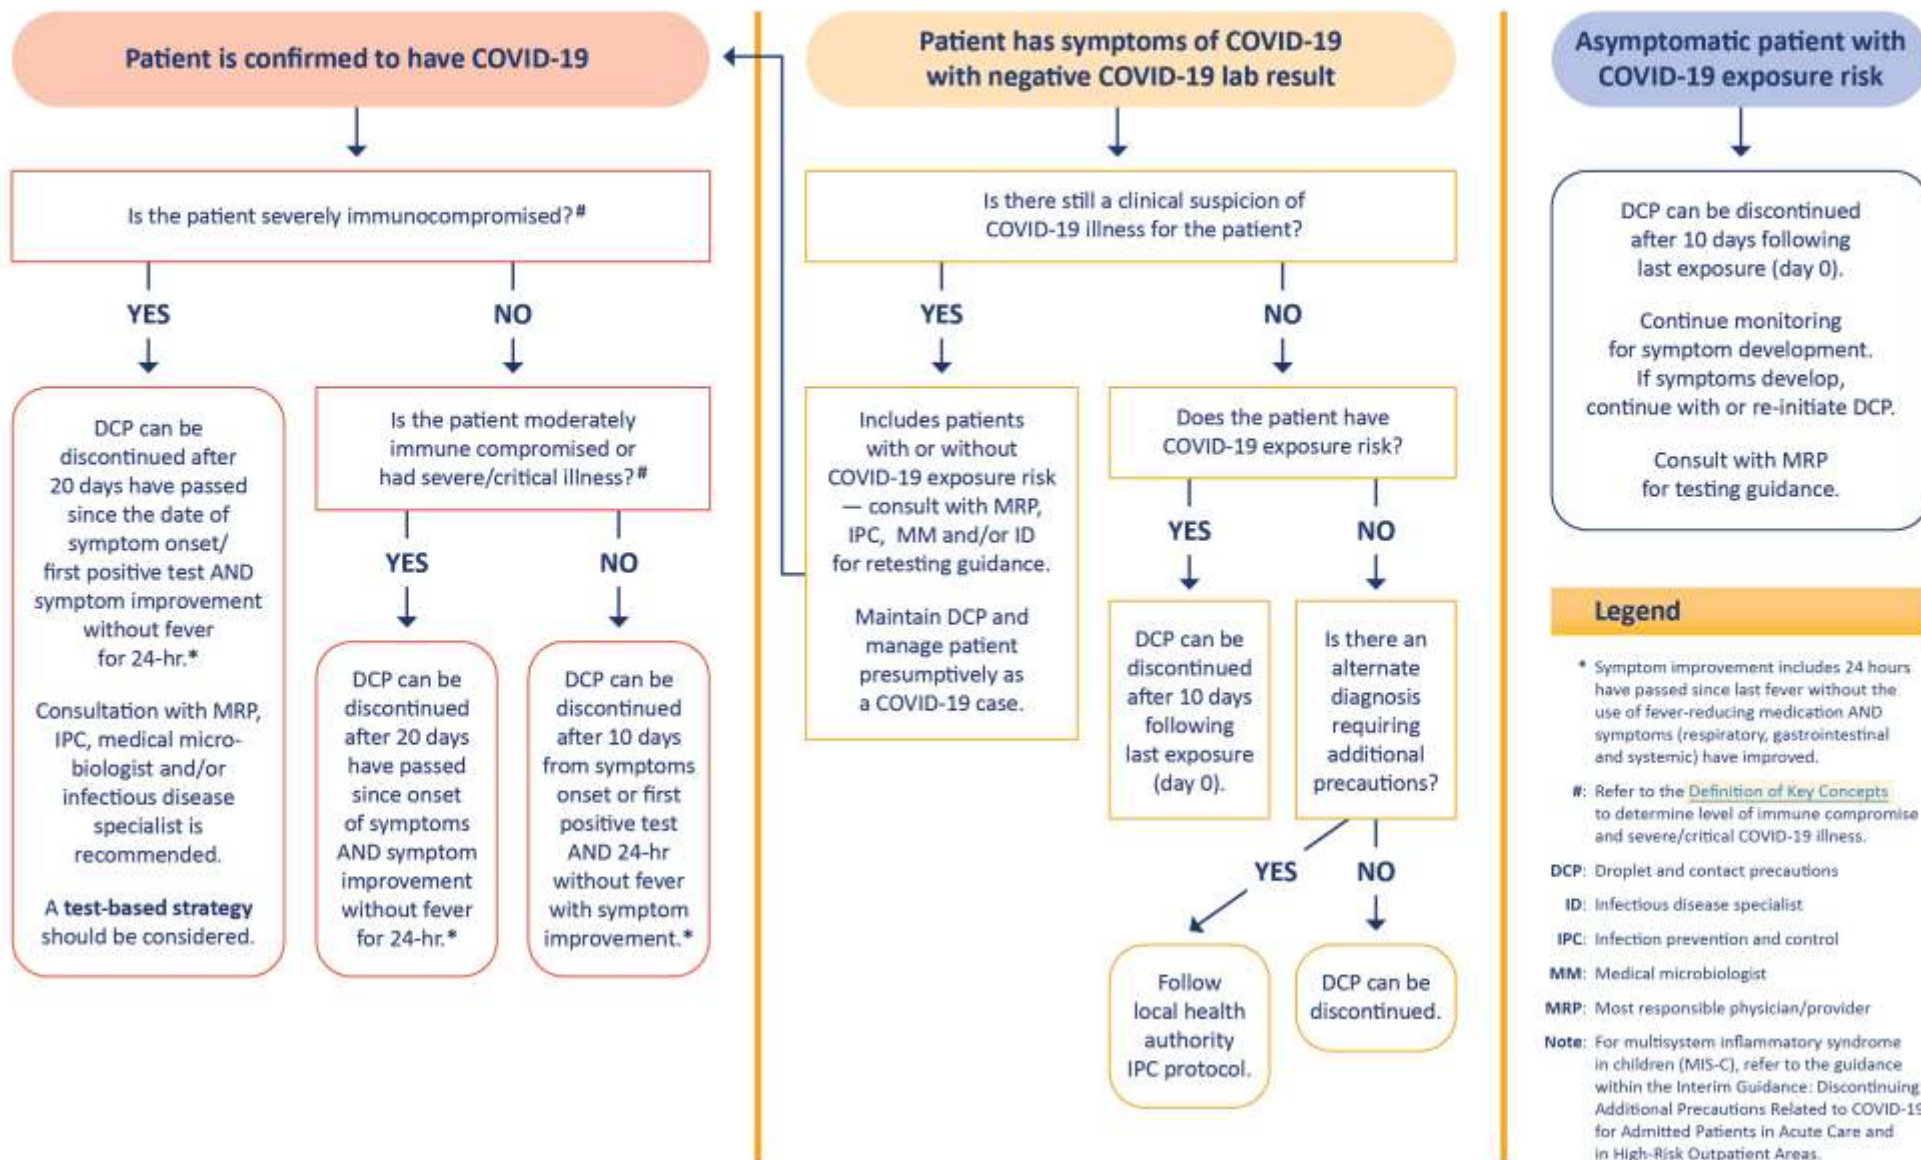 Patient is confirmed to have COVID-19
Is the patient severely immunocompromised?#
YES
NO
DCP can be
discontinued after
20 days have passed
since the date of
symptom onset/
first positive test AND
symptom improvement
without fever
for 24-hr.*
Consultation with MRP,
IPC, medical micro-
biologist and/or
infectious disease
specialist is
recommended.
A test-based strategy
should be considered.
Is the patient moderately
immune compromised or
had severe/critical illness?#
YES
NO
DCP can be
discontinued
after 20 days
have passed
since onset
of symptoms
AND symptom
improvement
without fever
for 24-hr.*
DCP can be
discontinued
after 10 days
from symptoms
onset or first
positive test
AND 24-hr
without fever
with symptom
improvement.*
Patient has symptoms of COVID-19
with negative COVID-19 lab result
Is there still a clinical suspicion of
COVID-19 illness for the patient?
YES
NO
Includes patients
with or without
COVID-19 exposure risk
— consult with MRP,
IPC, MM and/or ID
for retesting guidance.
Maintain DCP and
manage patient
presumptively as
a COVID-19 case.
Does the patient have
COVID-19 exposure risk?
YES
NO
DCP can be
discontinued
after 10 days
following
last exposure
(day 0).
Is there an
alternate
diagnosis
requiring
additional
precautions?
YES
NO
Follow
local health
authority
IPC protocol.
DCP can be
discontinued.
Asymptomatic patient with
COVID-19 exposure risk
DCP can be discontinued
after 10 days following
last exposure (day 0).
Continue monitoring
for symptom development.
If symptoms develop,
continue with or re-initiate DCP.
Consult with MRP
for testing guidance.
Legend
* Symptom improvement includes 24 hours
have passed since last fever without the
use of fever-reducing medication AND
symptoms (respiratory, gastrointestinal
and systemic) have improved.
#: Refer to the Definition of Key Concepts
to determine level of immune compromise
and severe/critical COVID-19 illness.
DCP: Droplet and contact precautions
ID: Infectious disease specialist
IPC: Infection prevention and control
MM: Medical microbiologist
MRP: Most responsible physician/provider
Note: For multisystem inflammatory syndrome
in children (MIS-C), refer to the guidance
within the Interim Guidance: Discontinuing
Additional Precautions Related to COVID-19
for Admitted Patients in Acute Care and
in High-Risk Outpatient Areas.